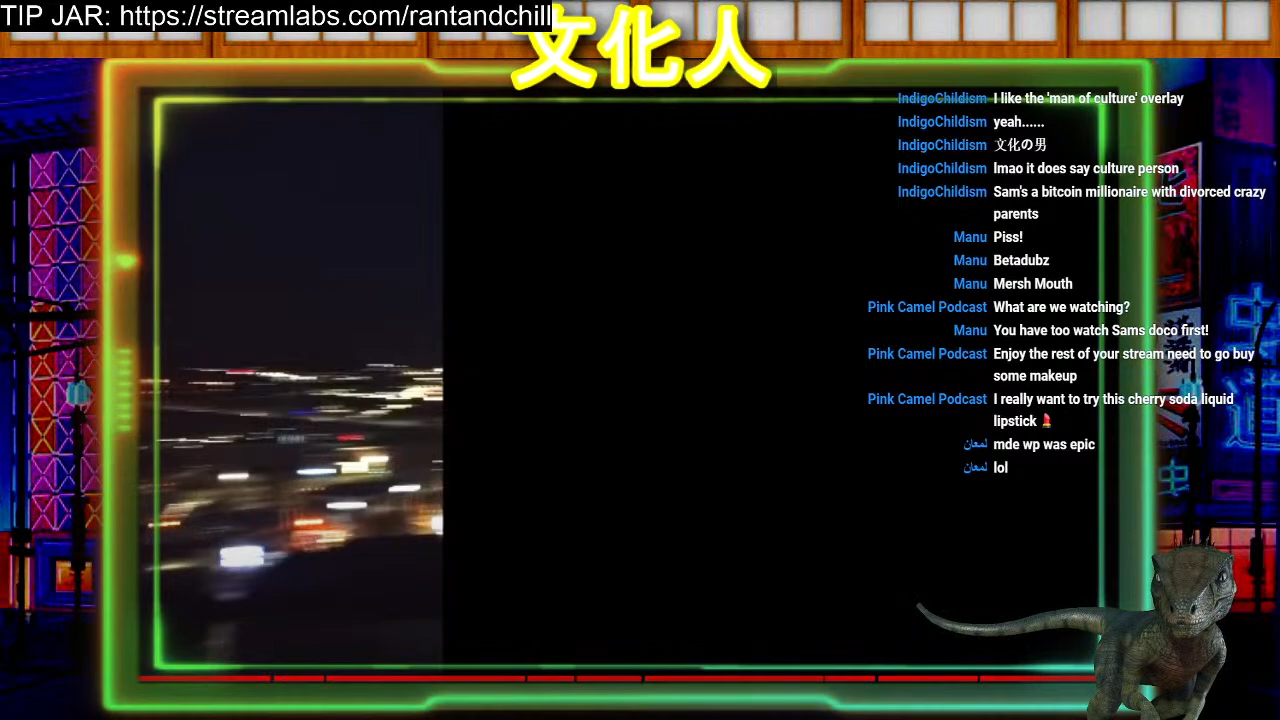 TIP JAR: https://streamlabs.com/rantandchill
文化人
IndigoChildism I like the 'man of culture' overlay
IndigoChildism yeah......
IndigoChildism 文化の男
IndigoChildism lmao it does say culture person
IndigoChildism Sam's a bitcoin millionaire with divorced crazy
parents
Manu Piss!
Manu Betadubz
Manu Mersh Mouth
Pink Camel Podcast What are we watching?
Manu You have too watch Sams doco first!
Pink Camel Podcast Enjoy the rest of your stream need to go buy
some makeup
Pink Camel Podcast I really want to try this cherry soda liquid
lipstick 💄
لمعان mde wp was epic
لمعان lol
中